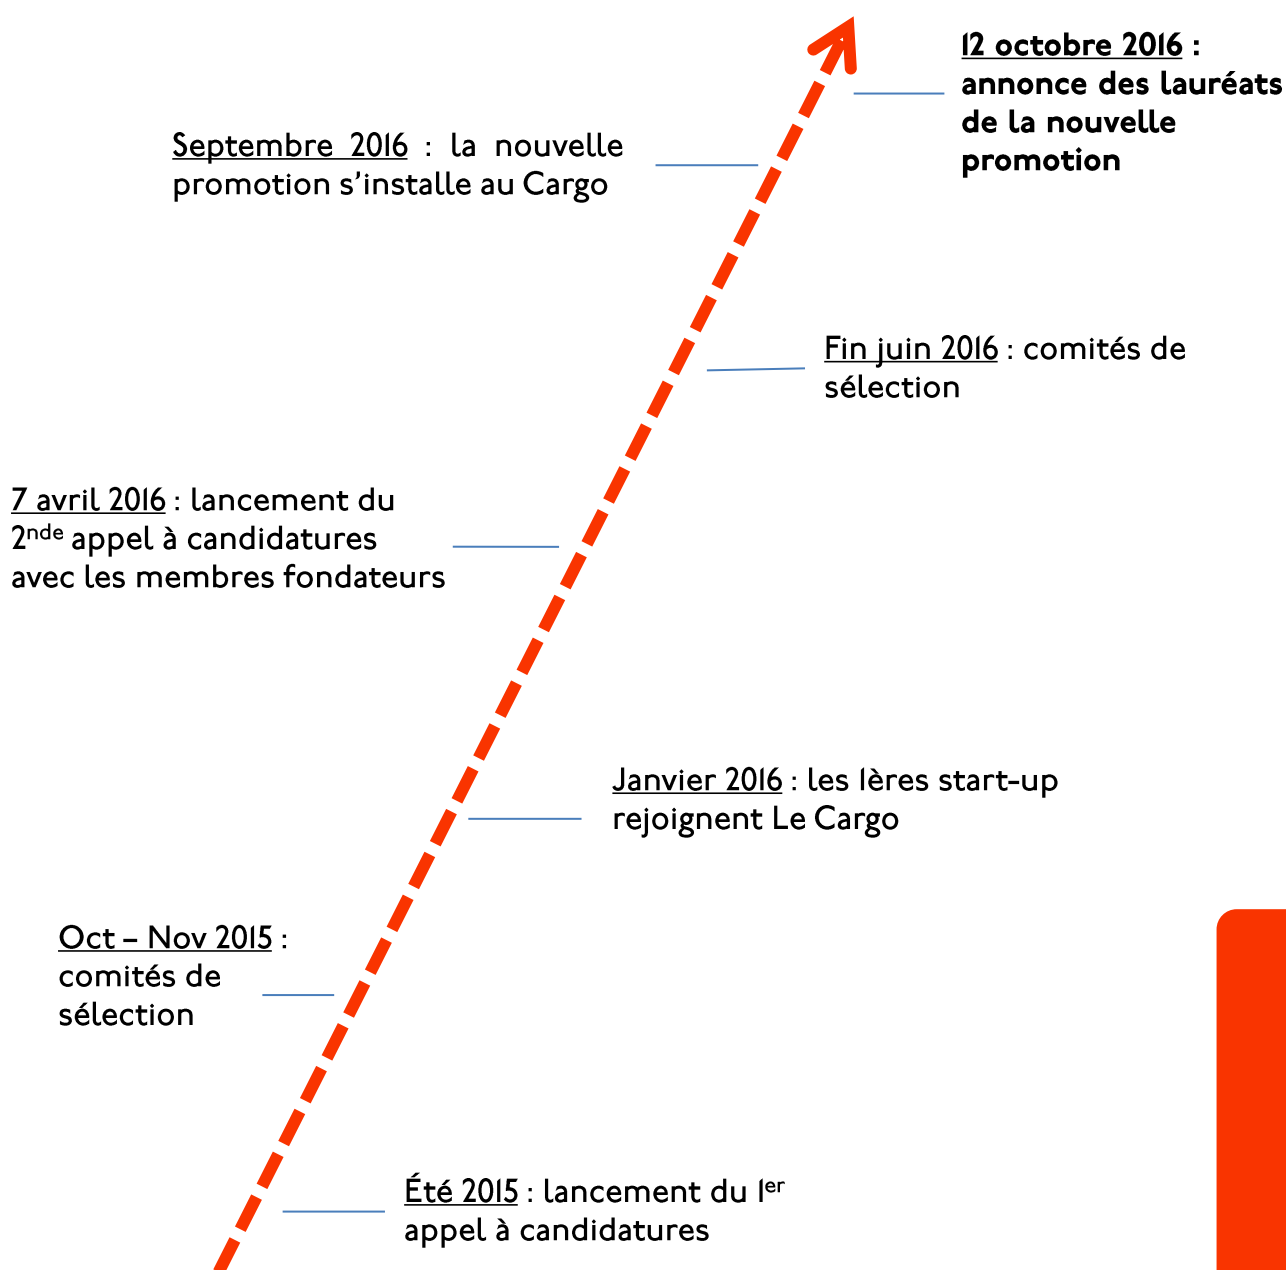 12 octobre 2016 :
annonce des lauréats
de la nouvelle
promotion
Septembre 2016 : la nouvelle
promotion s’installe au Cargo
Fin juin 2016 : comités de
sélection
7 avril 2016 : lancement du
2nde appel à candidatures
avec les membres fondateurs
Janvier 2016 : les 1ères start-up
rejoignent Le Cargo
Oct – Nov 2015 :
comités de
sélection
Été 2015 : lancement du 1er
appel à candidatures